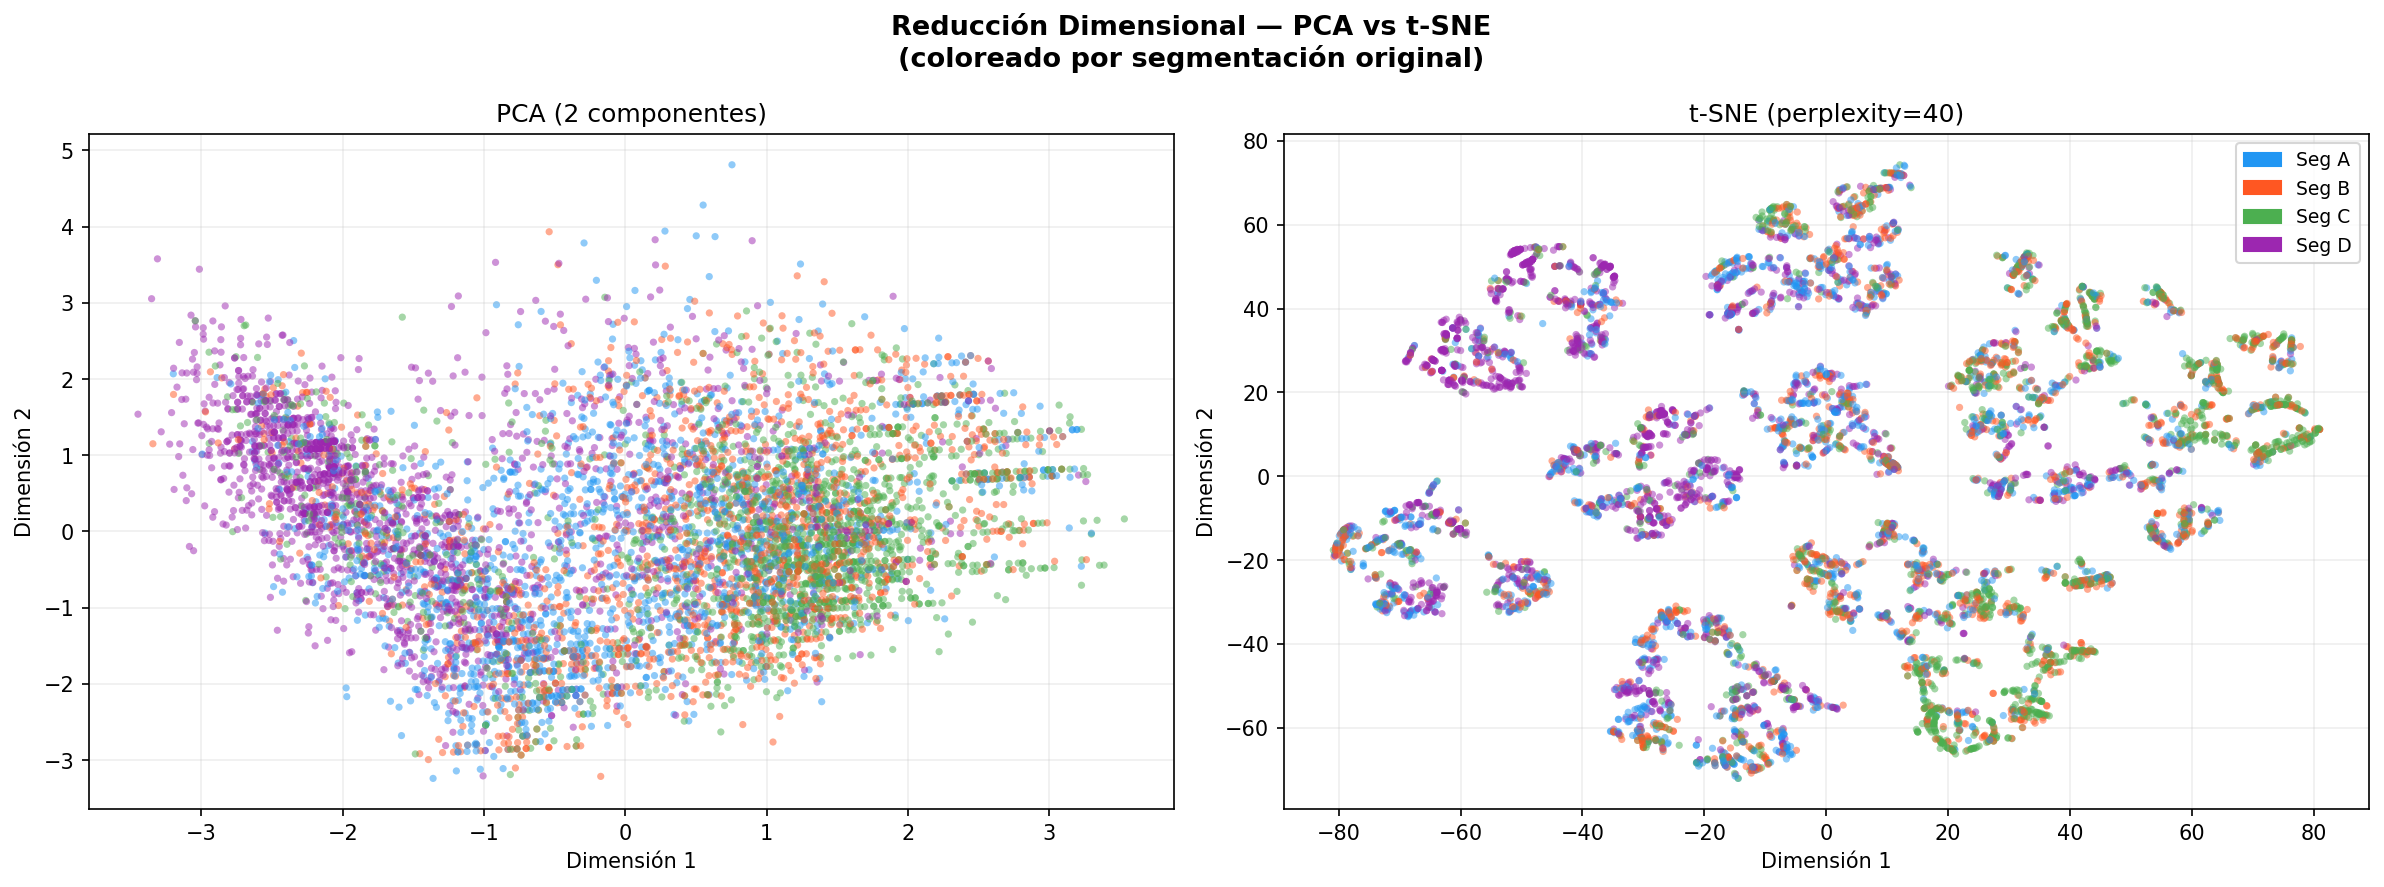 Reducción Dimensional — PCA vs t-SNE
(coloreado por segmentación original)
PCA (2 componentes)
5
4
3
2
1
0
−1
−2
−3
Dimensión 2
−3
−2
−1
0
1
2
3
Dimensión 1
t-SNE (perplexity=40)
80
60
40
20
0
−20
−40
−60
Dimensión 2
−80
−60
−40
−20
0
20
40
60
80
Dimensión 1
Seg A
Seg B
Seg C
Seg D